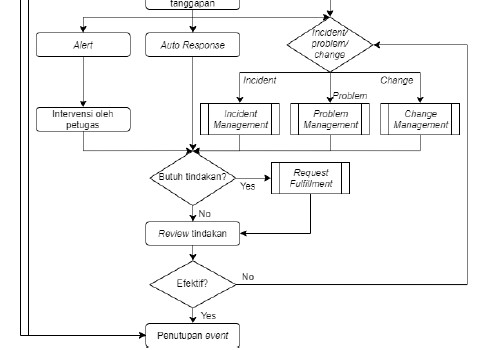 tanggapan
Alert
Auto Response
Incident/
problem/
change
Incident
Change
Problem
Intervensi oleh
petugas
Incident
Management
Problem
Management
Change
Management
Butuh tindakan?
Yes
Request
Fulfillment
No
Review tindakan
Efektif?
No
Yes
Penutupan event